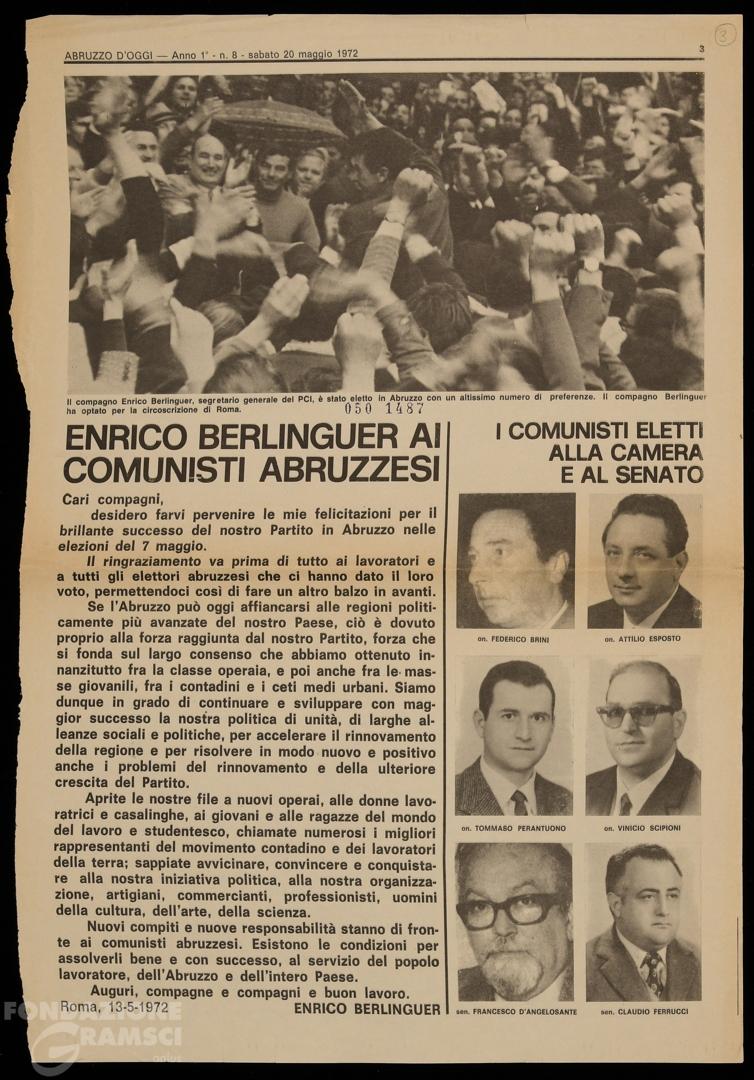 3
ABRUZZO D'OGGI — Anno 1° - n. 8 - sabato 20 maggio 1972
3
Il compagno Enrico Berlinguer, segretario generale del PCI, è stato eletto in Abruzzo con un altissimo numero di preferenze. Il compagno Berlinguer
ha optato per la circoscrizione di Roma.
050 1487
ENRICO BERLINGUER AI
COMUNISTI ABRUZZESI
Cari compagni,
desidero farvi pervenire le mie felicitazioni per il
brillante successo del nostro Partito in Abruzzo nelle
elezioni del 7 maggio.
Il ringraziamento va prima di tutto ai lavoratori e
a tutti gli elettori abruzzesi che ci hanno dato il loro
voto, permettendoci così di fare un altro balzo in avanti.
Se l'Abruzzo può oggi affiancarsi alle regioni politi-
camente più avanzate del nostro Paese, ciò è dovuto
proprio alla forza raggiunta dal nostro Partito, forza che
si fonda sul largo consenso che abbiamo ottenuto in-
nanzitutto fra la classe operaia, e poi anche fra le mas-
se giovanili, fra i contadini e i ceti medi urbani. Siamo
dunque in grado di continuare e sviluppare con mag-
gior successo la nostra politica di unità, di larghe al-
leanze sociali e politiche, per accelerare il rinnovamento
della regione e per risolvere in modo nuovo e positivo
anche i problemi del rinnovamento e della ulteriore
crescita del Partito.
Aprite le nostre file a nuovi operai, alle donne lavo-
ratrici e casalinghe, ai giovani e alle ragazze del mondo
del lavoro e studentesco, chiamate numerosi i migliori
rappresentanti del movimento contadino e dei lavoratori
della terra; sappiate avvicinare, convincere e conquista-
re alla nostra iniziativa politica, alla nostra organizza-
zione, artigiani, commercianti, professionisti, uomini
della cultura, dell'arte, della scienza.
Nuovi compiti e nuove responsabilità stanno di fron-
te ai comunisti abruzzesi. Esistono le condizioni per
assolverli bene e con successo, al servizio del popolo
lavoratore, dell'Abruzzo e dell'intero Paese.
Auguri, compagne e compagni e buon lavoro.
Roma, 13-5-1972
ENRICO BERLINGUER
I COMUNISTI ELETTI
ALLA CAMERA
E AL SENATO
on. FEDERICO BRINI
on. ATTILIO ESPOSTO
on. TOMMASO PERANTUONO
on. VINICIO SCIPIONI
sen. FRANCESCO D'ANGELOSANTE
sen. CLAUDIO FERRUCCI
FONDAZIONE
GRAMSCI
onlus